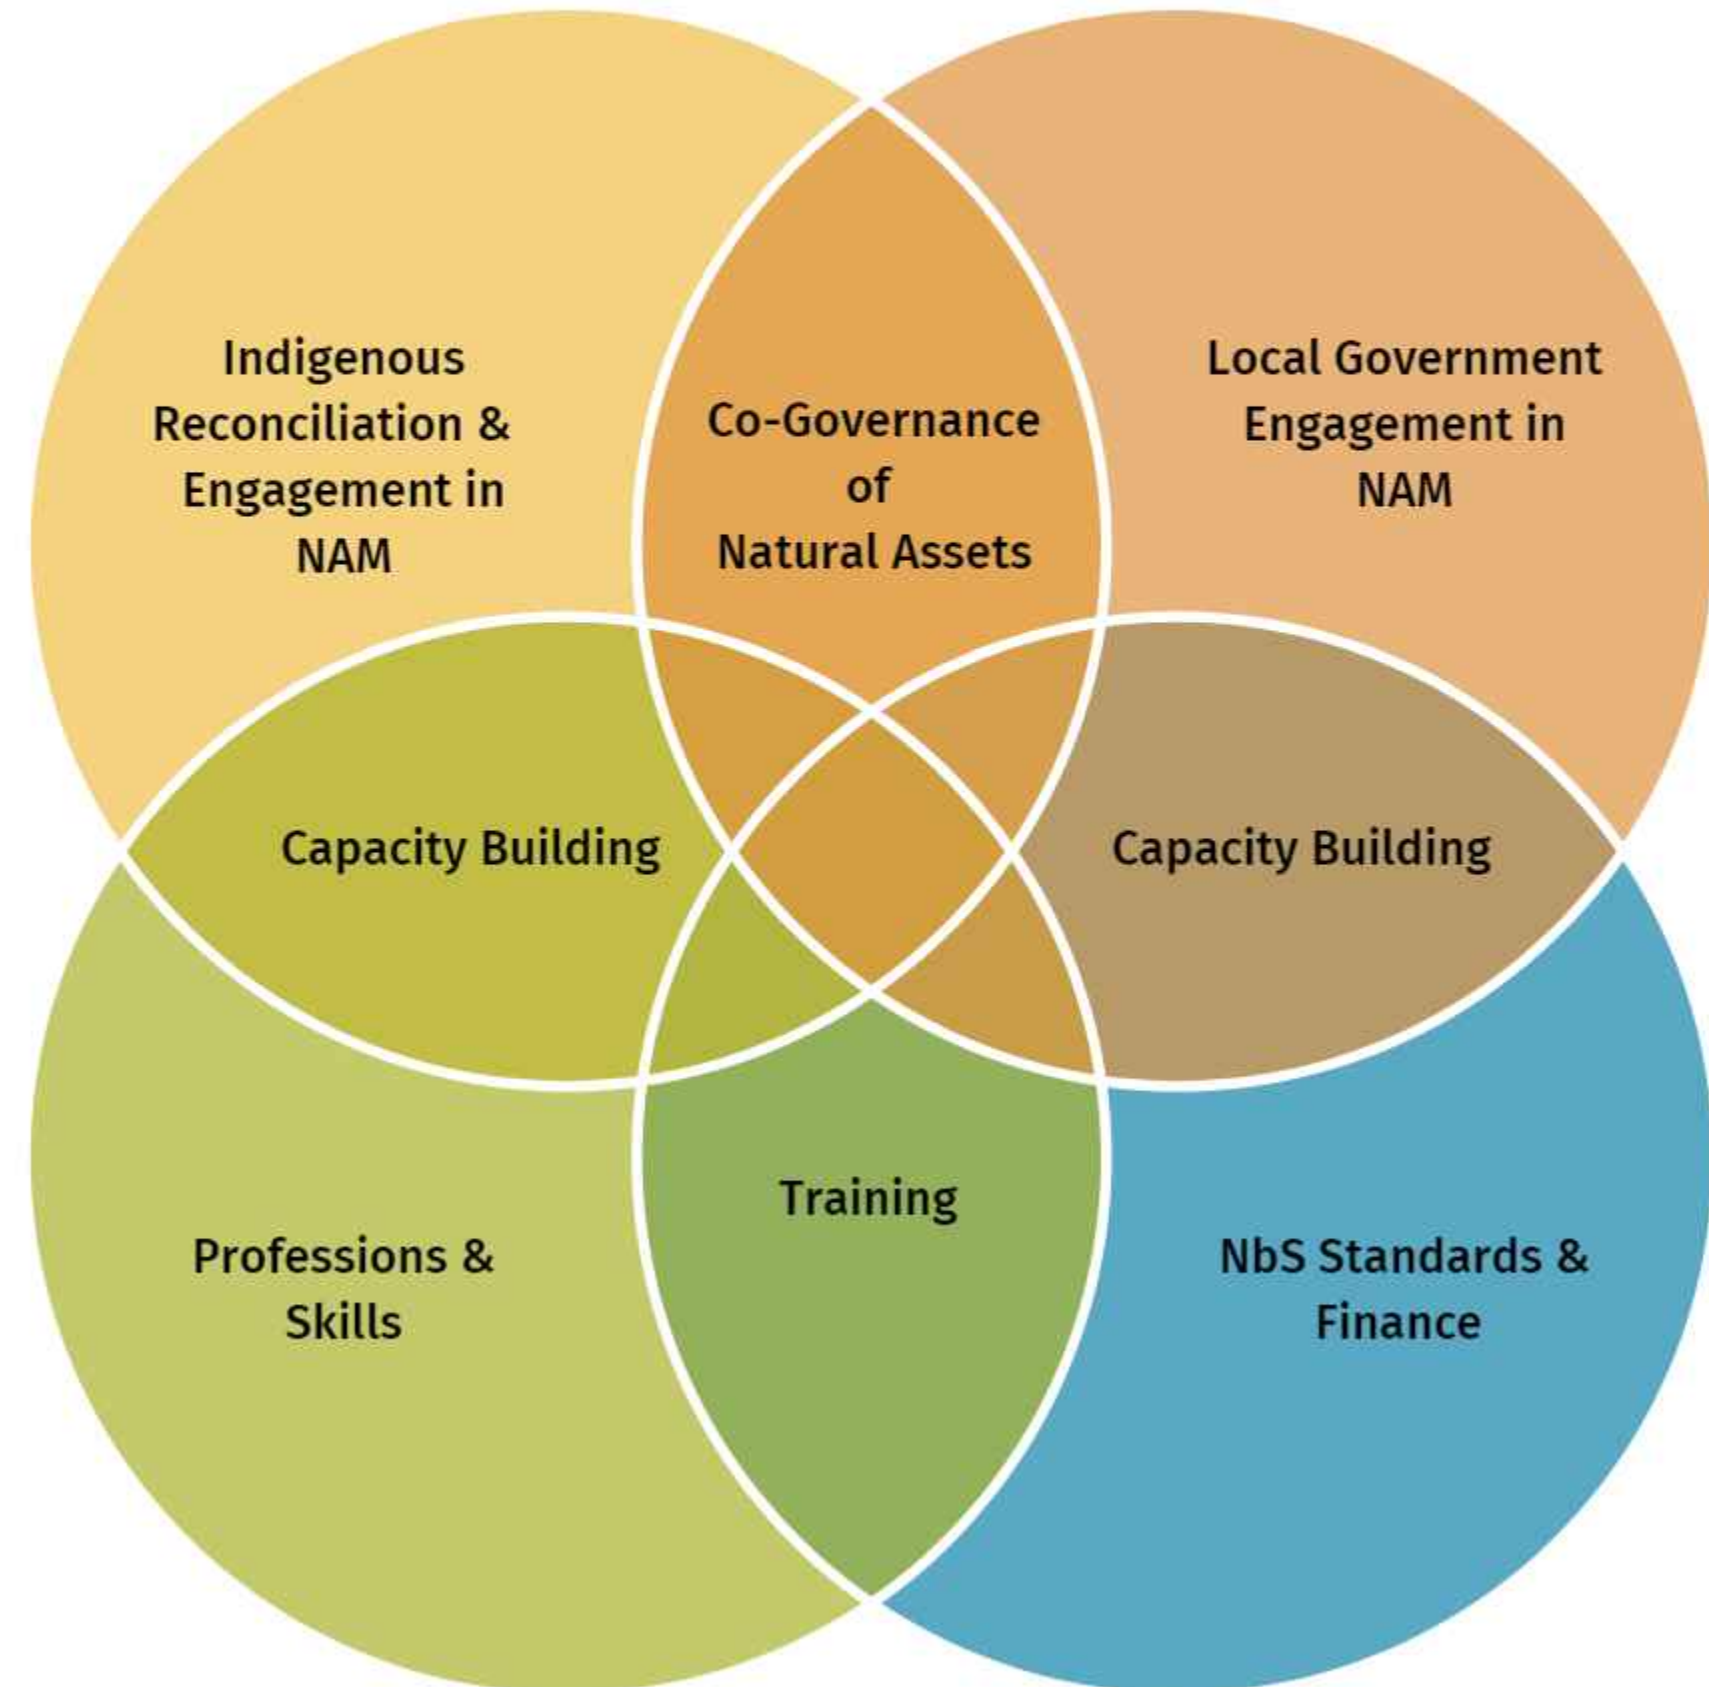 Indigenous
Reconciliation &
Engagement in
NAM
Co-Governance
of
Natural Assets
Local Government
Engagement in
NAM
Capacity Building
Capacity Building
Training
Professions &
Skills
NbS Standards &
Finance